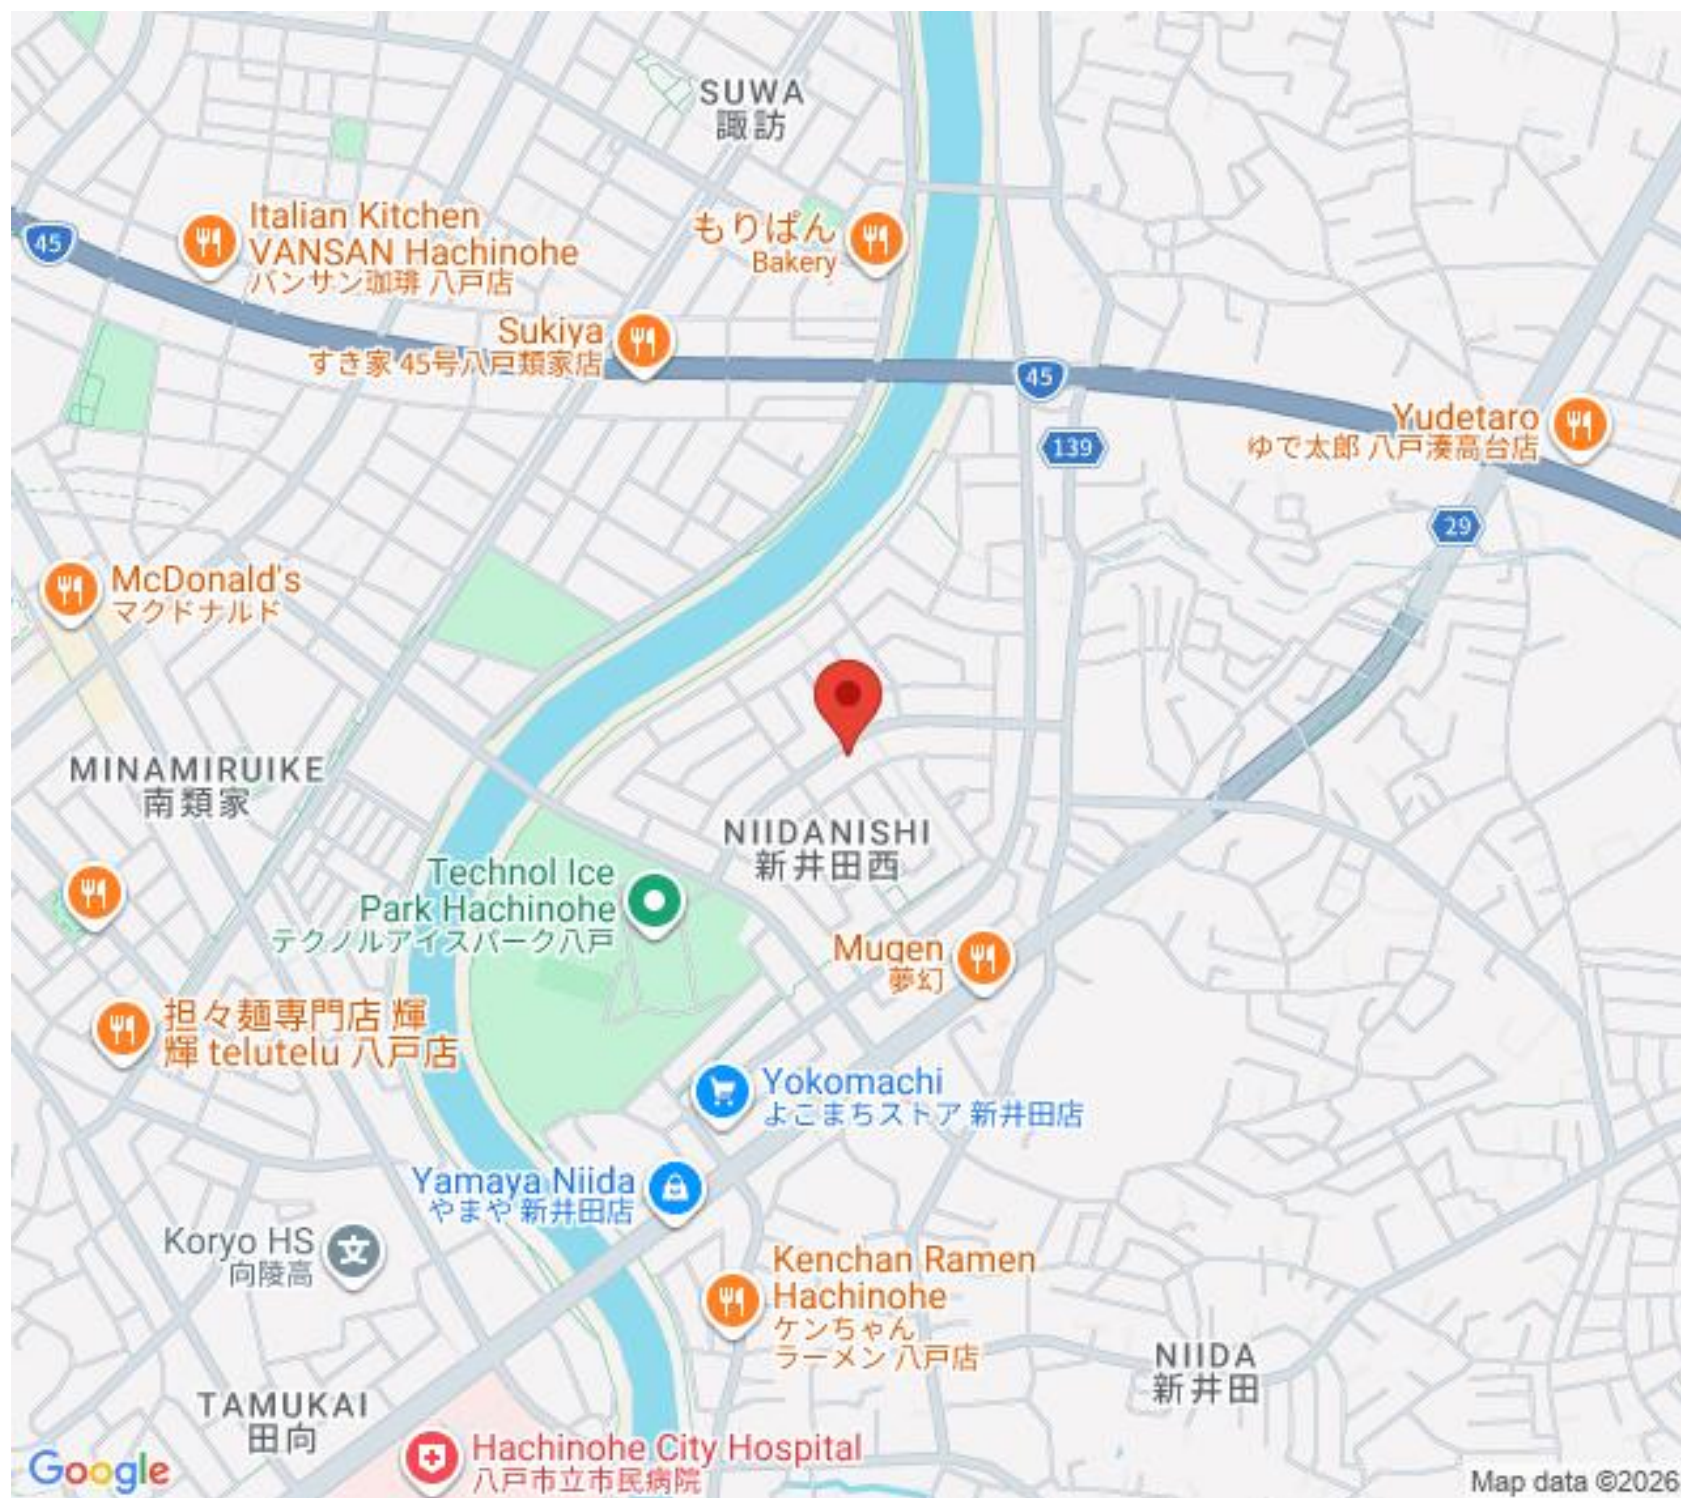 SUWA
諏訪
45
Italian Kitchen
VANSAN Hachinohe
バンサン珈琲 八戸店
もりぱん
Bakery
Sukiya
すき家 45号八戸類家店
45
139
Yudetaro
ゆで太郎 八戸湊高台店
29
McDonald's
マクドナルド
MINAMIRUIKE
南類家
NIIDANISHI
新井田西
Technol Ice
Park Hachinohe
テクノルアイスパーク八戸
Mugen
夢幻
担々麺専門店 輝
輝 telutelu 八戸店
Yokomachi
よこまちストア 新井田店
Yamaya Niida
やまや 新井田店
Koryo HS
向陵高
文
Kenchan Ramen
Hachinohe
ケンちゃん
ラーメン 八戸店
NIIDA
新井田
TAMUKAI
田向
Hachinohe City Hospital
八戸市立市民病院
Google
Map data ©2026